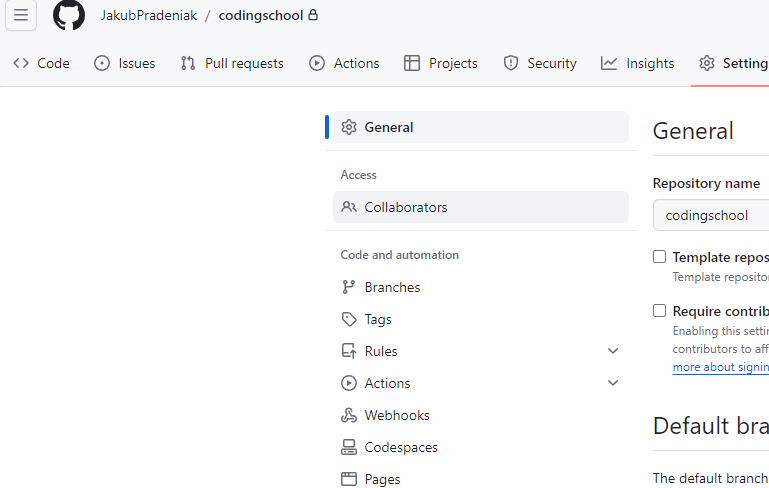 JakubPradeniak / codingschool
Code Issues Pull requests Actions Projects Security Insights Setting
General
Access
Collaborators
Code and automation
Branches
Tags
Rules
Actions
Webhooks
Codespaces
Pages
General
Repository name
codingschool
Template repos
Template repositor
Require contrib
Enabling this settin
contributors to aff
more about signin
Default bra
The default branch